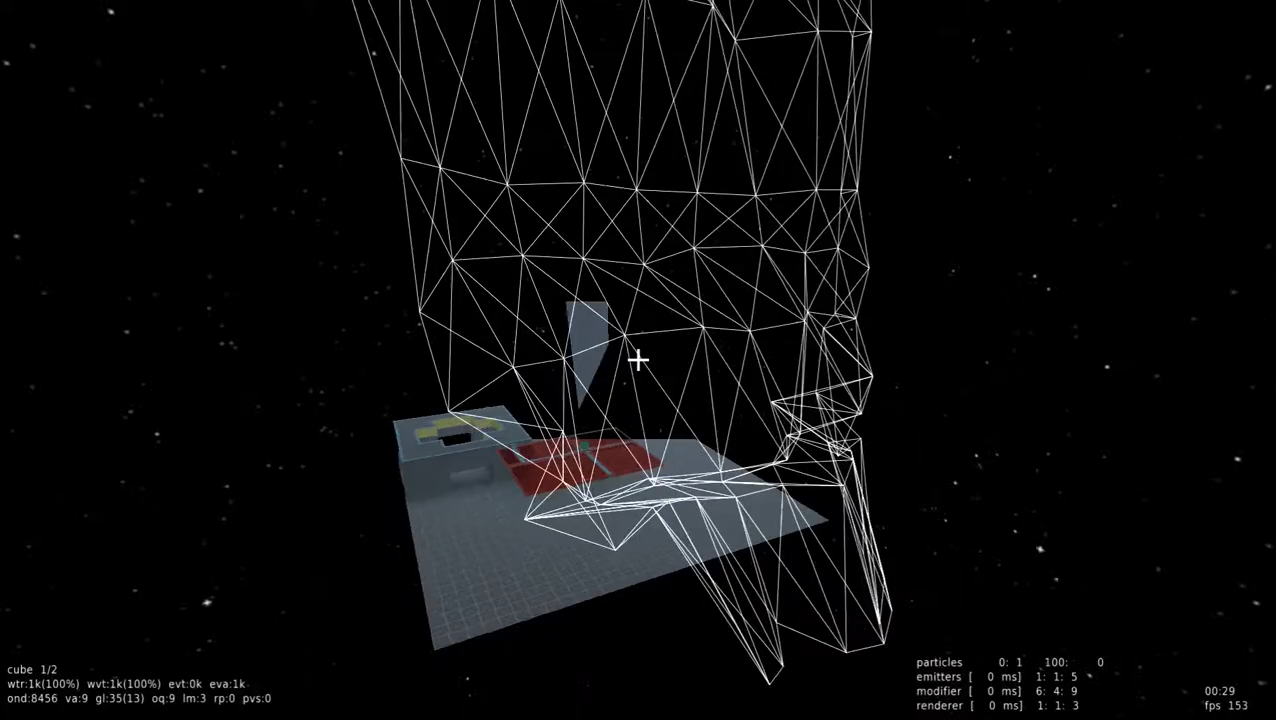 cube 1/2
wtr:1k(100%) wvt:1k(100%) evt:0k eva:1k
ond:8456 va:9 gl:35(13) oq:9 lm:3 rp:0 pvs:0
particles 0: 1 100: 0
emitters [ 0 ms] 1: 1: 5
modifier [ 0 ms] 6: 4: 9
renderer [ 0 ms] 1: 1: 3
00:29
fps 153